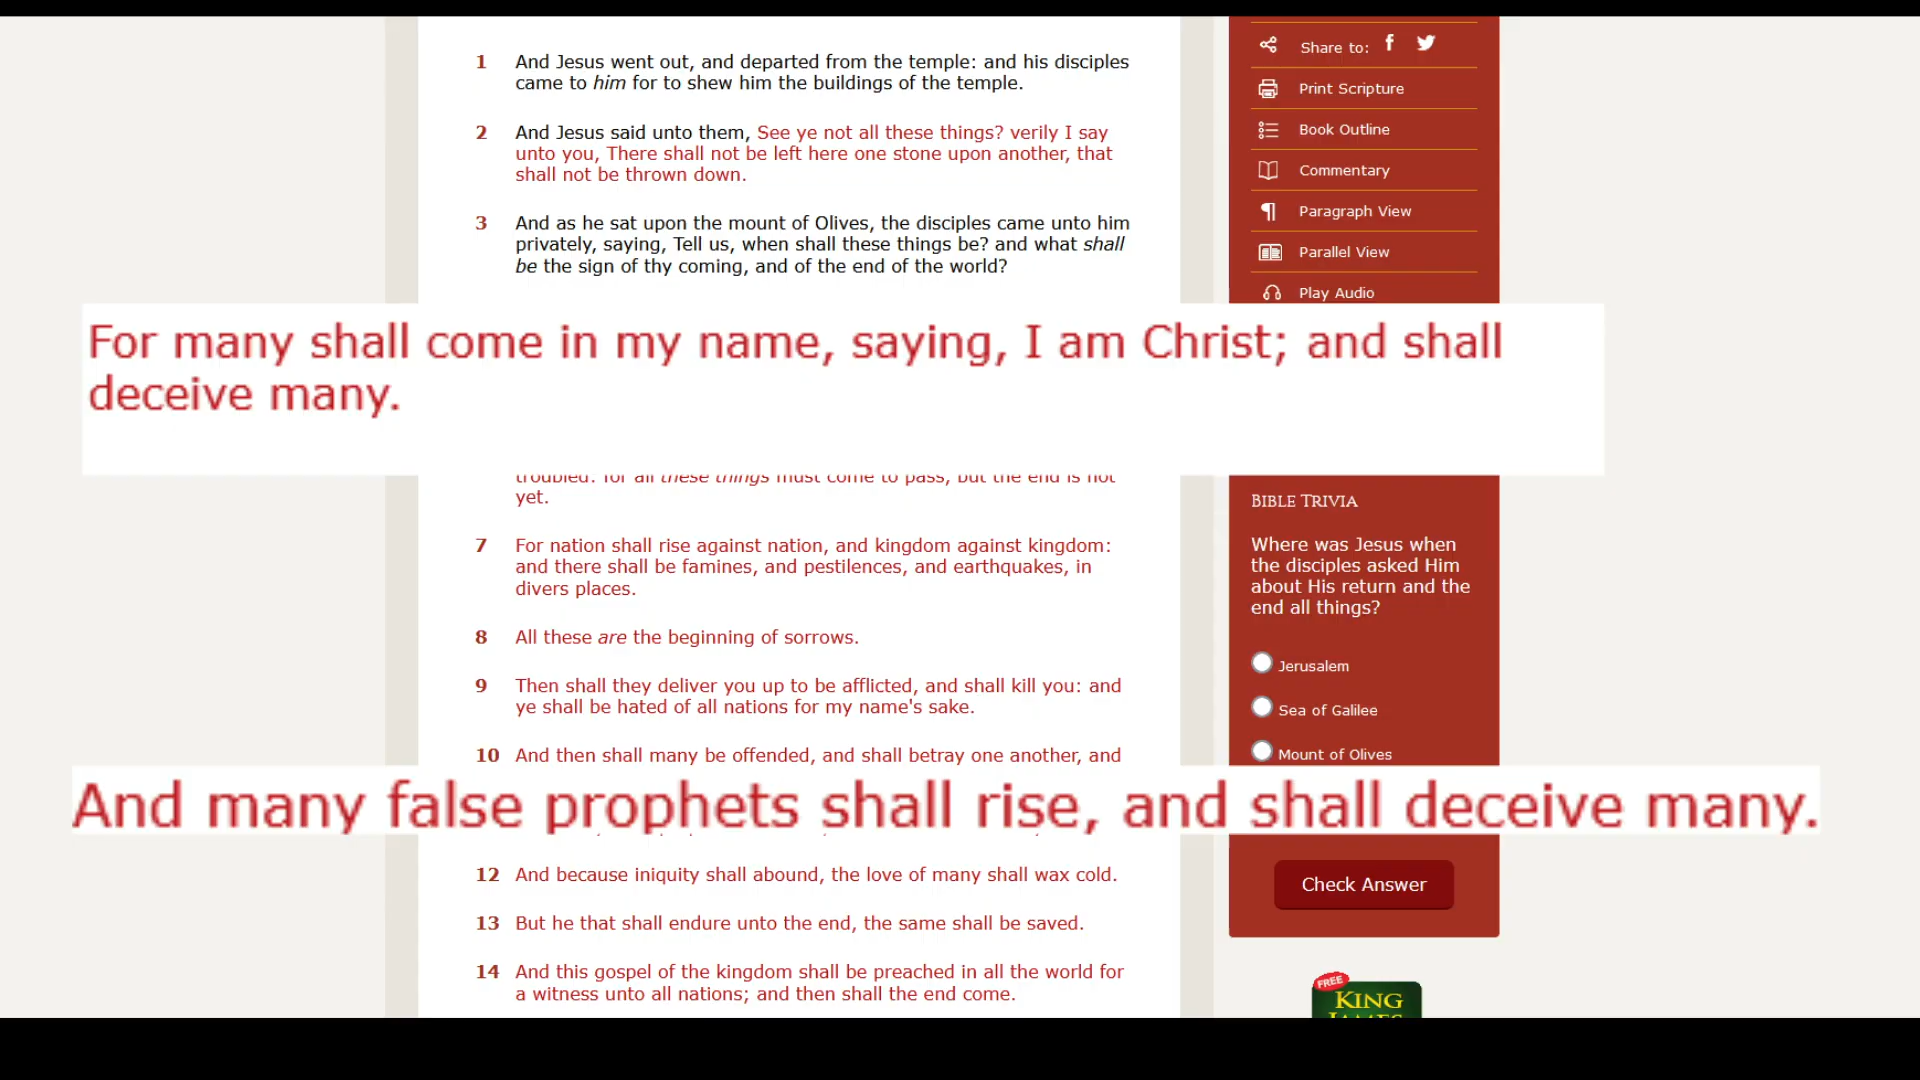 1 And Jesus went out, and departed from the temple: and his disciples
came to him for to shew him the buildings of the temple.
2 And Jesus said unto them, See ye not all these things? verily I say
unto you, There shall not be left here one stone upon another, that
shall not be thrown down.
3 And as he sat upon the mount of Olives, the disciples came unto him
privately, saying, Tell us, when shall these things be? and what shall
be the sign of thy coming, and of the end of the world?
For many shall come in my name, saying, I am Christ; and shall
deceive many.
troubled: for all these things must come to pass, but the end is not
yet.
7 For nation shall rise against nation, and kingdom against kingdom:
and there shall be famines, and pestilences, and earthquakes, in
divers places.
8 All these are the beginning of sorrows.
9 Then shall they deliver you up to be afflicted, and shall kill you: and
ye shall be hated of all nations for my name's sake.
10 And then shall many be offended, and shall betray one another, and
And many false prophets shall rise, and shall deceive many.
12 And because iniquity shall abound, the love of many shall wax cold.
13 But he that shall endure unto the end, the same shall be saved.
14 And this gospel of the kingdom shall be preached in all the world for
a witness unto all nations; and then shall the end come.
Share to:
Print Scripture
Book Outline
Commentary
Paragraph View
Parallel View
Play Audio
BIBLE TRIVIA
Where was Jesus when
the disciples asked Him
about His return and the
end all things?
Jerusalem
Sea of Galilee
Mount of Olives
Check Answer
FREE
KING
JAMES